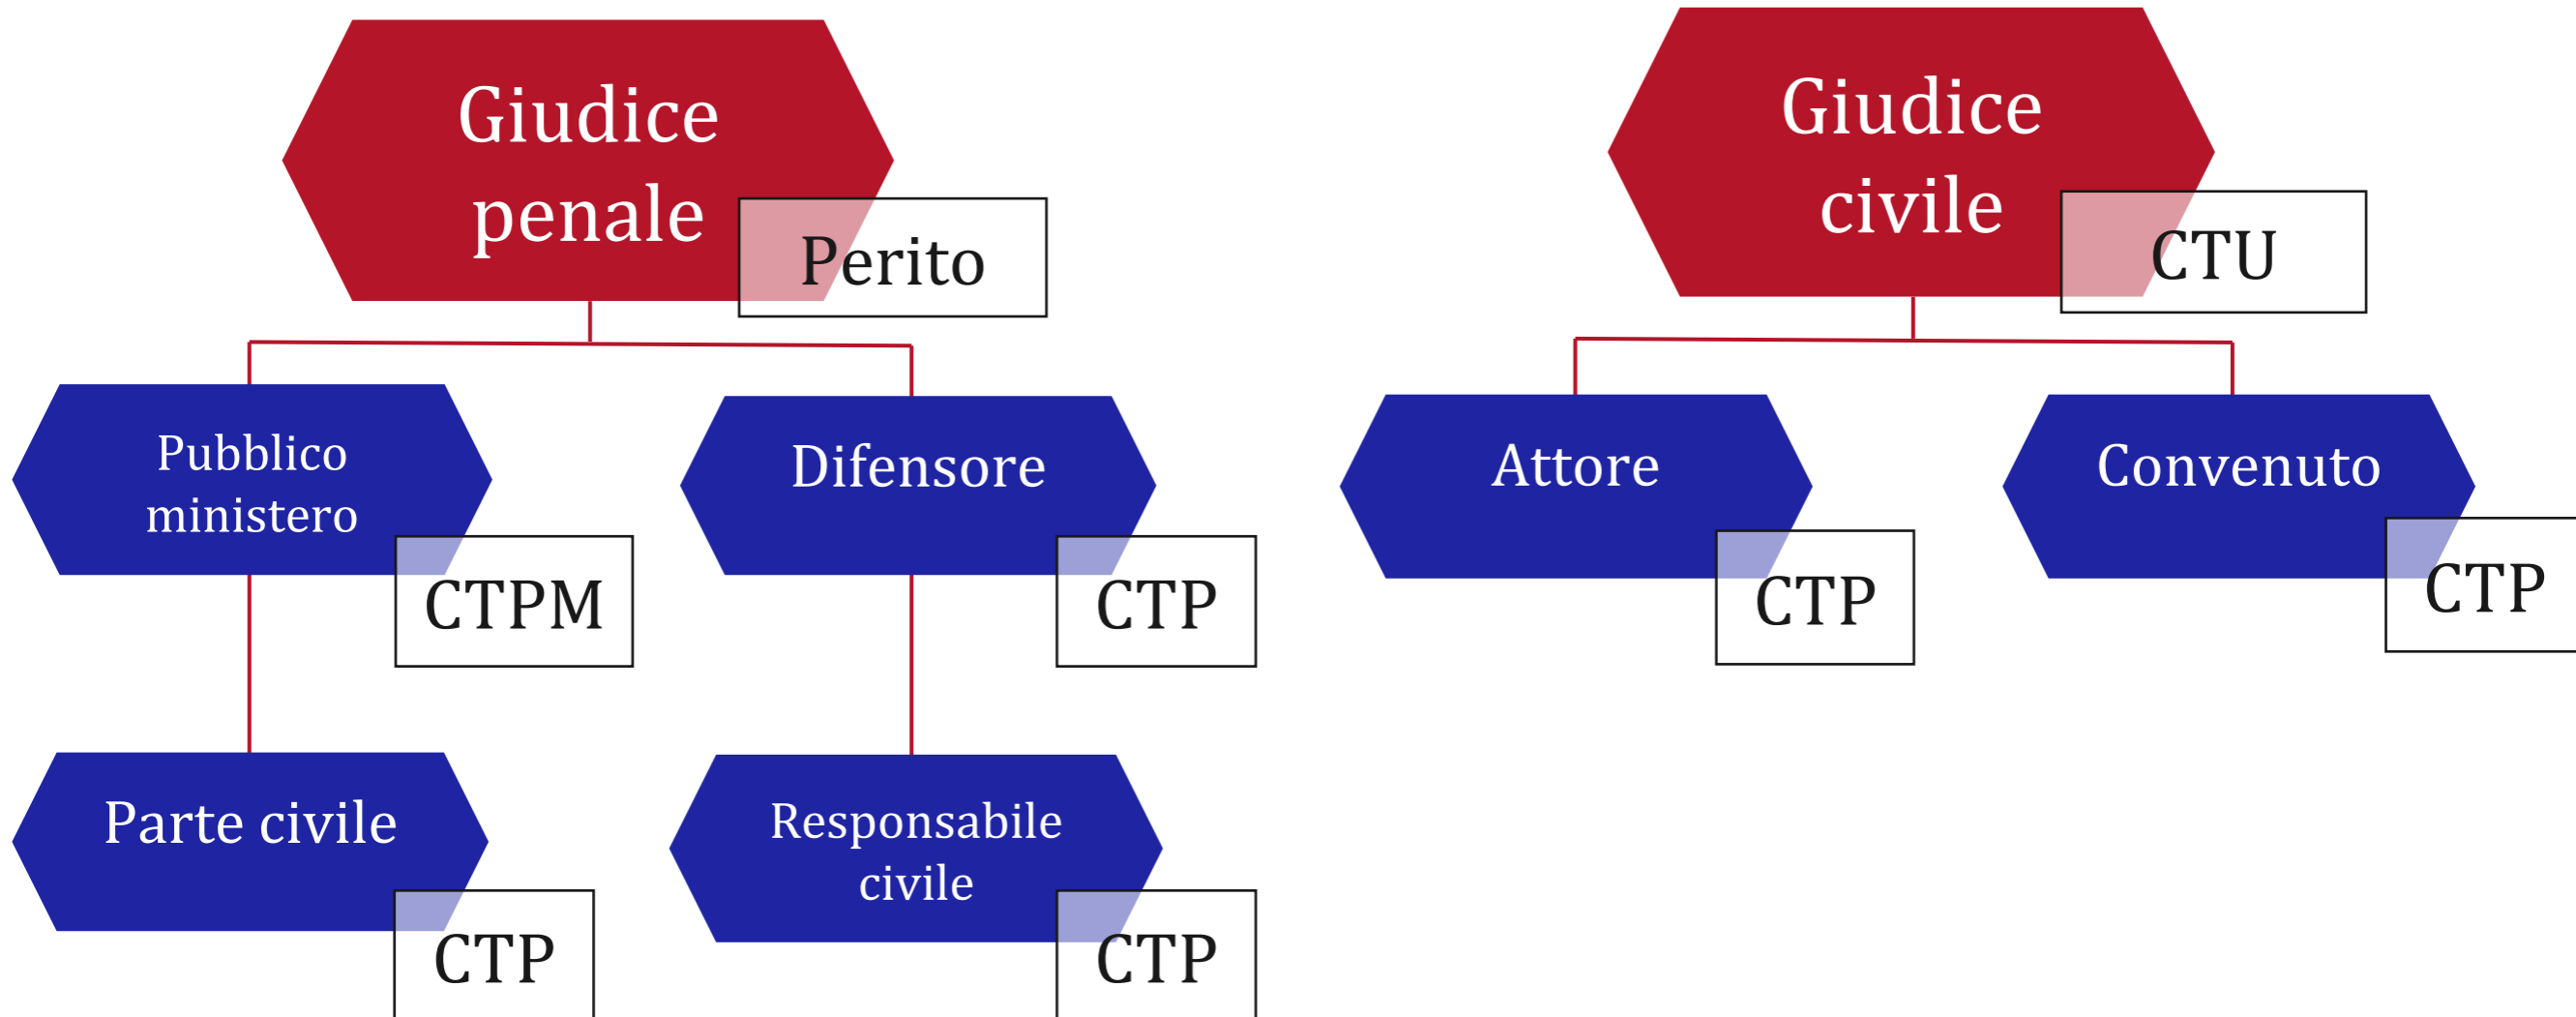 Giudice
penale
Perito
Pubblico
ministero
CTPM
Difensore
CTP
Parte civile
CTP
Responsabile
civile
CTP
Giudice
civile
CTU
Attore
CTP
Convenuto
CTP